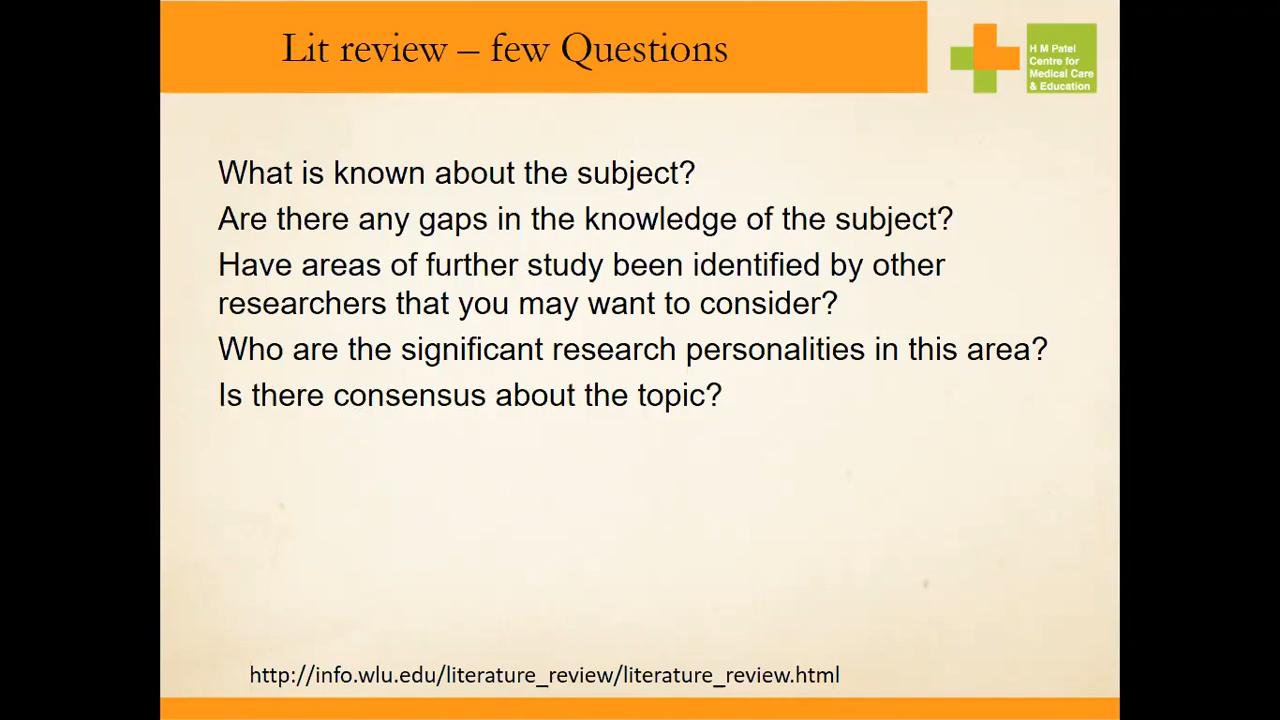 Lit review – few Questions
H M Patel
Centre for
Medical Care
& Education
What is known about the subject?
Are there any gaps in the knowledge of the subject?
Have areas of further study been identified by other
researchers that you may want to consider?
Who are the significant research personalities in this area?
Is there consensus about the topic?
http://info.wlu.edu/literature_review/literature_review.html